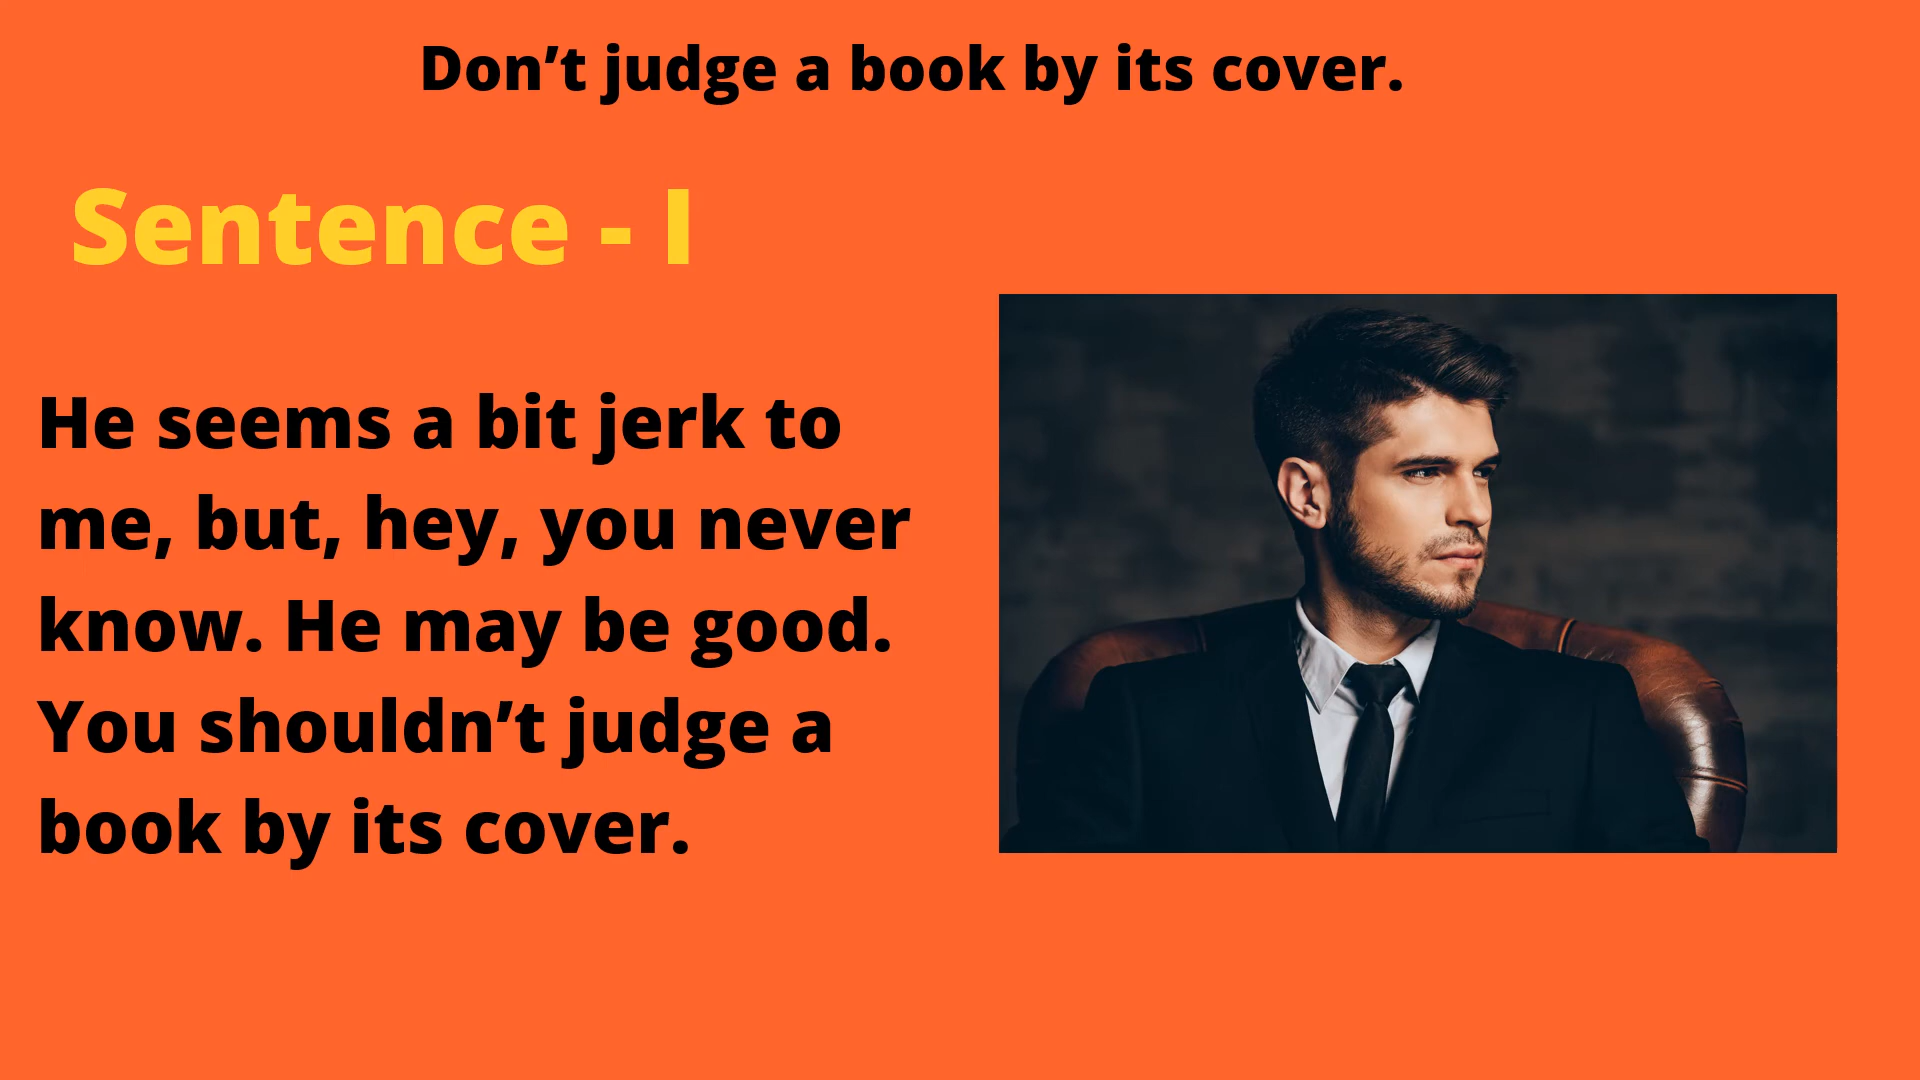 Don’t judge a book by its cover.
Sentence - I
He seems a bit jerk to
me, but, hey, you never
know. He may be good.
You shouldn’t judge a
book by its cover.